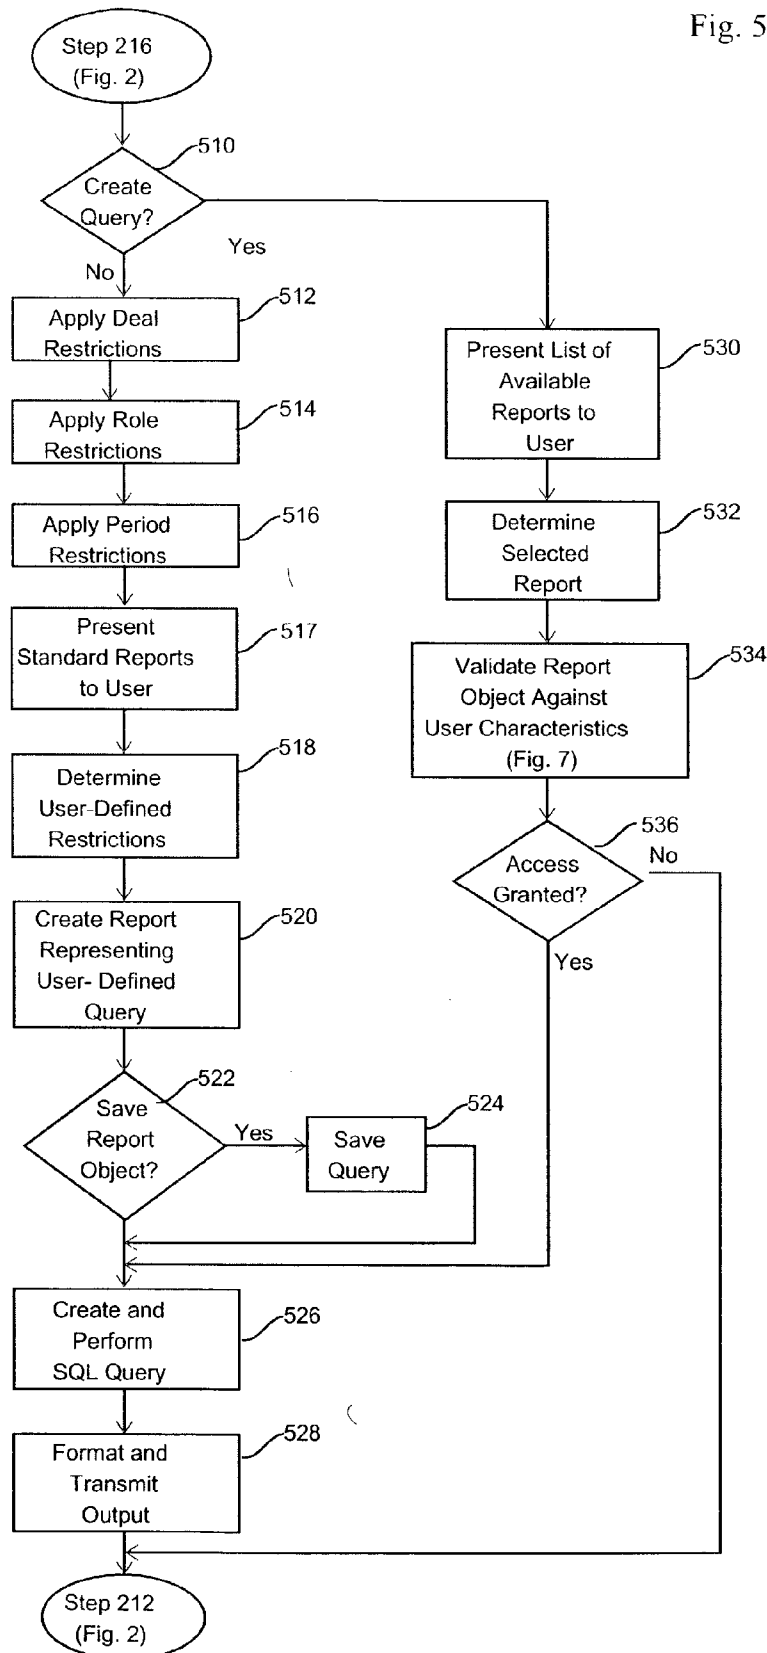 Fig. 5
Step 216
(Fig. 2)
510
Create
Query?
Yes
No
512
Apply Deal
Restrictions
514
Apply Role
Restrictions
516
Apply Period
Restrictions
517
Present
Standard Reports
to User
518
Determine
User-Defined
Restrictions
520
Create Report
Representing
User- Defined
Query
522
Save
Report
Object?
Yes
524
Save
Query
526
Create and
Perform
SQL Query
528
Format and
Transmit
Output
Step 212
(Fig. 2)
530
Present List of
Available
Reports to
User
532
Determine
Selected
Report
534
Validate Report
Object Against
User Characteristics
(Fig. 7)
536
Access
Granted?
No
Yes